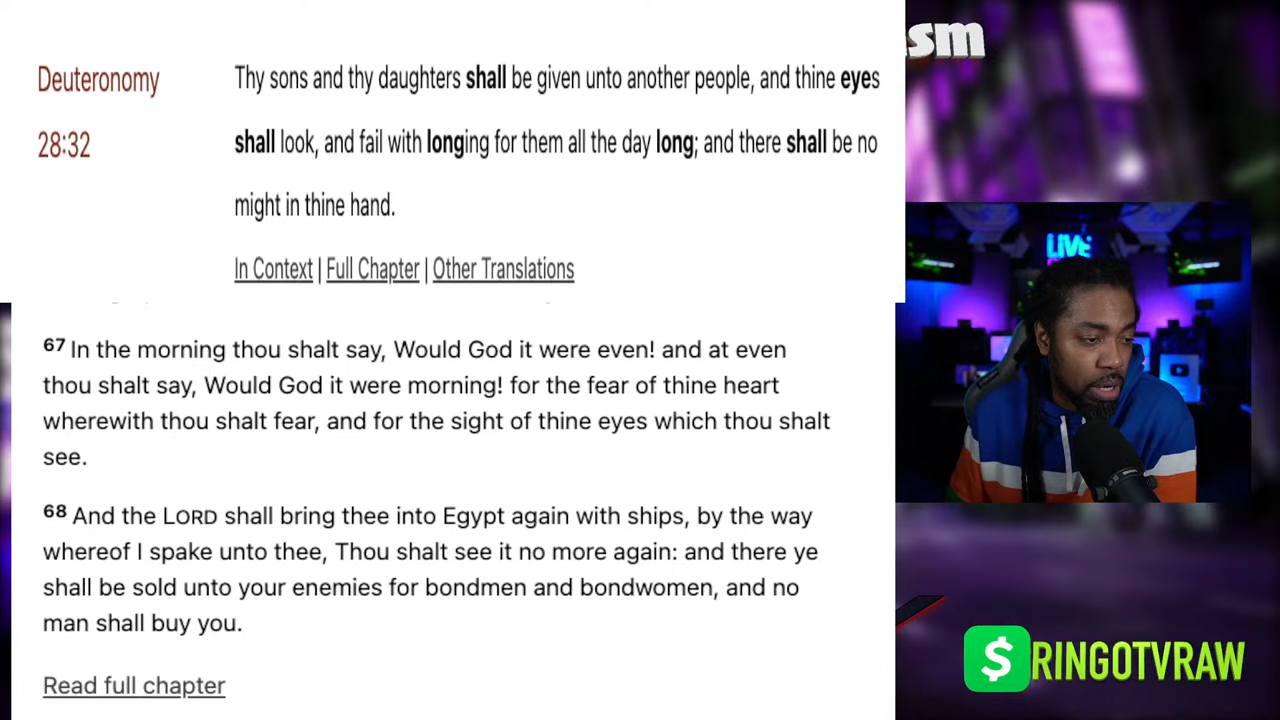 Deuteronomy
28:32
Thy sons and thy daughters shall be given unto another people, and thine eyes
shall look, and fail with longing for them all the day long; and there shall be no
might in thine hand.
In Context | Full Chapter | Other Translations
67 In the morning thou shalt say, Would God it were even! and at even
thou shalt say, Would God it were morning! for the fear of thine heart
wherewith thou shalt fear, and for the sight of thine eyes which thou shalt
see.
68 And the LORD shall bring thee into Egypt again with ships, by the way
whereof I spake unto thee, Thou shalt see it no more again: and there ye
shall be sold unto your enemies for bondmen and bondwomen, and no
man shall buy you.
Read full chapter
sm
LIVE
$RINGOTVRAW